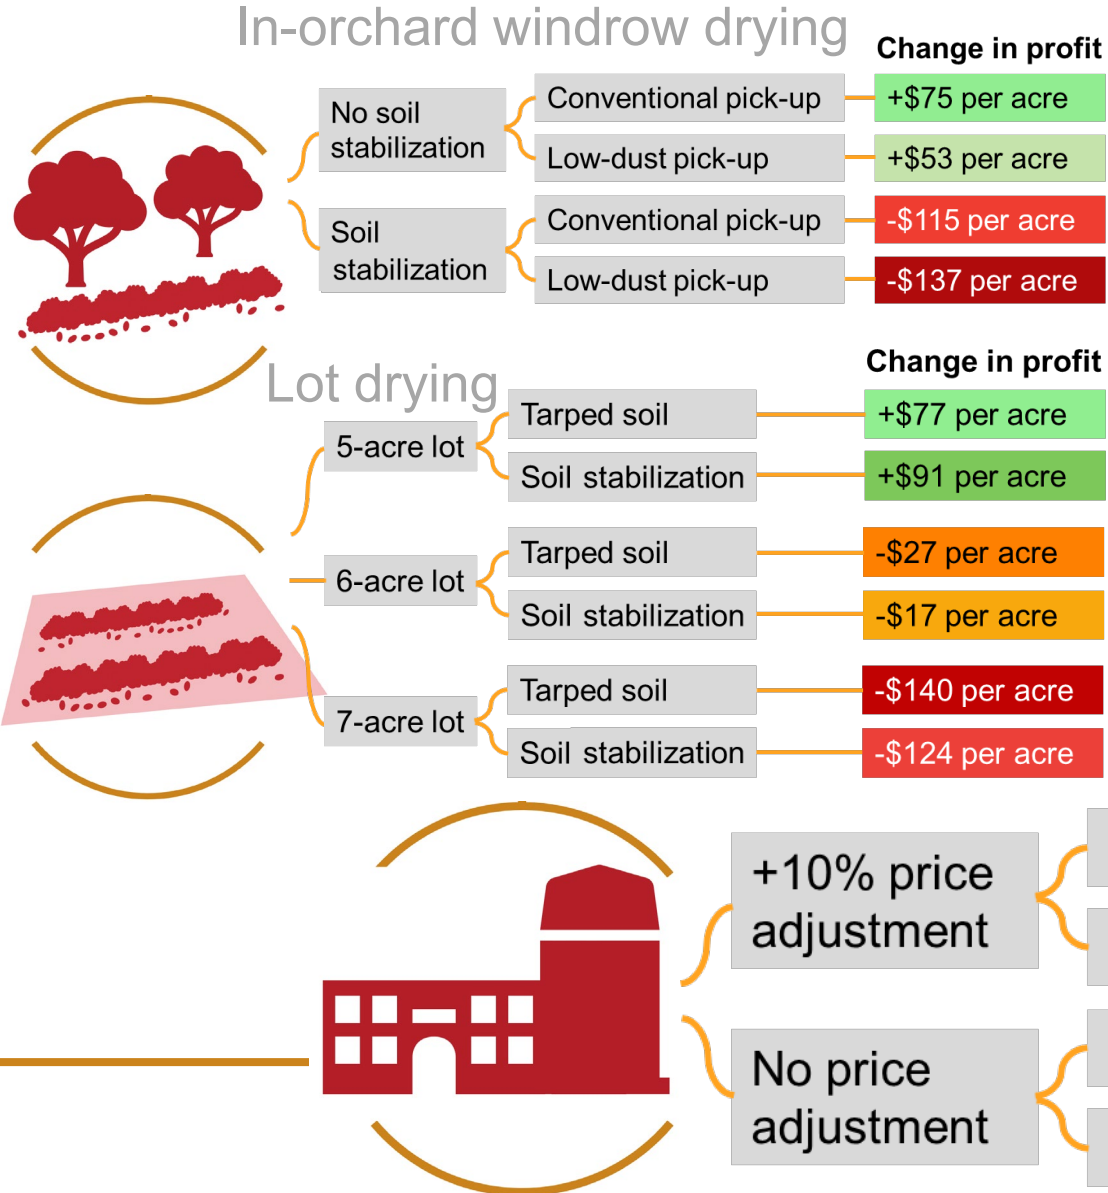 In-orchard windrow drying
Change in profit
No soil
stabilization
Conventional pick-up
+$75 per acre
Low-dust pick-up
+$53 per acre
Soil
stabilization
Conventional pick-up
-$115 per acre
Low-dust pick-up
-$137 per acre
Lot drying
Change in profit
5-acre lot
Tarped soil
+$77 per acre
Soil stabilization
+$91 per acre
6-acre lot
Tarped soil
-$27 per acre
Soil stabilization
-$17 per acre
7-acre lot
Tarped soil
-$140 per acre
Soil stabilization
-$124 per acre
+10% price
adjustment
No price
adjustment